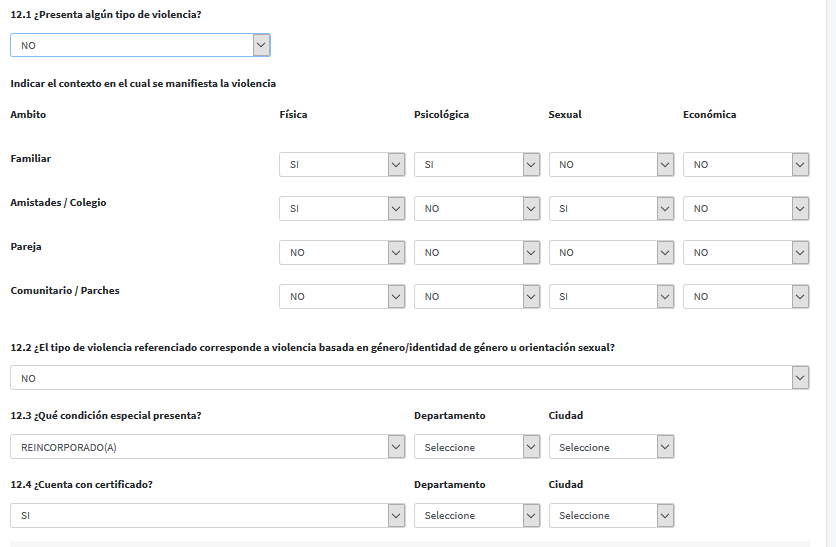 12.1 ¿Presenta algún tipo de violencia?
NO
Indicar el contexto en el cual se manifiesta la violencia
Ambito Física Psicológica Sexual Económica
Familiar SI SI NO NO
Amistades / Colegio SI NO SI NO
Pareja NO NO NO NO
Comunitario / Parches NO NO SI NO
12.2 ¿El tipo de violencia referenciado corresponde a violencia basada en género/identidad de género u orientación sexual?
NO
12.3 ¿Qué condición especial presenta? Departamento Ciudad
REINCORPORADO(A) Seleccione Seleccione
12.4 ¿Cuenta con certificado? Departamento Ciudad
SI Seleccione Seleccione